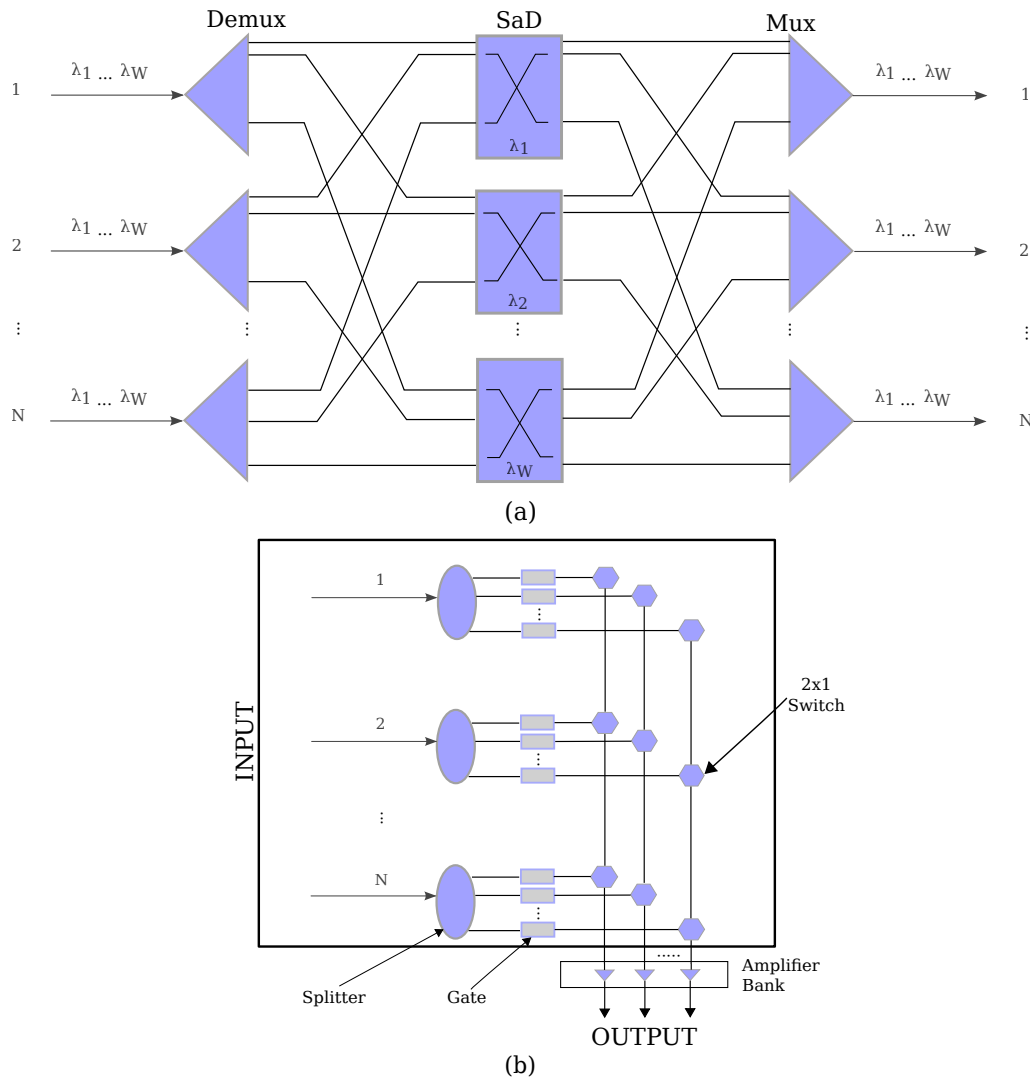 Demux
SaD
Mux
1
λ1 ... λW
λ1
λ1 ... λW
1
2
λ1 ... λW
λ2
λ1 ... λW
2
...
...
...
...
...
N
λ1 ... λW
λW
λ1 ... λW
N
(a)
INPUT
1
...
2x1
Switch
2
...
...
N
...
.....
Splitter
Gate
Amplifier
Bank
OUTPUT
(b)